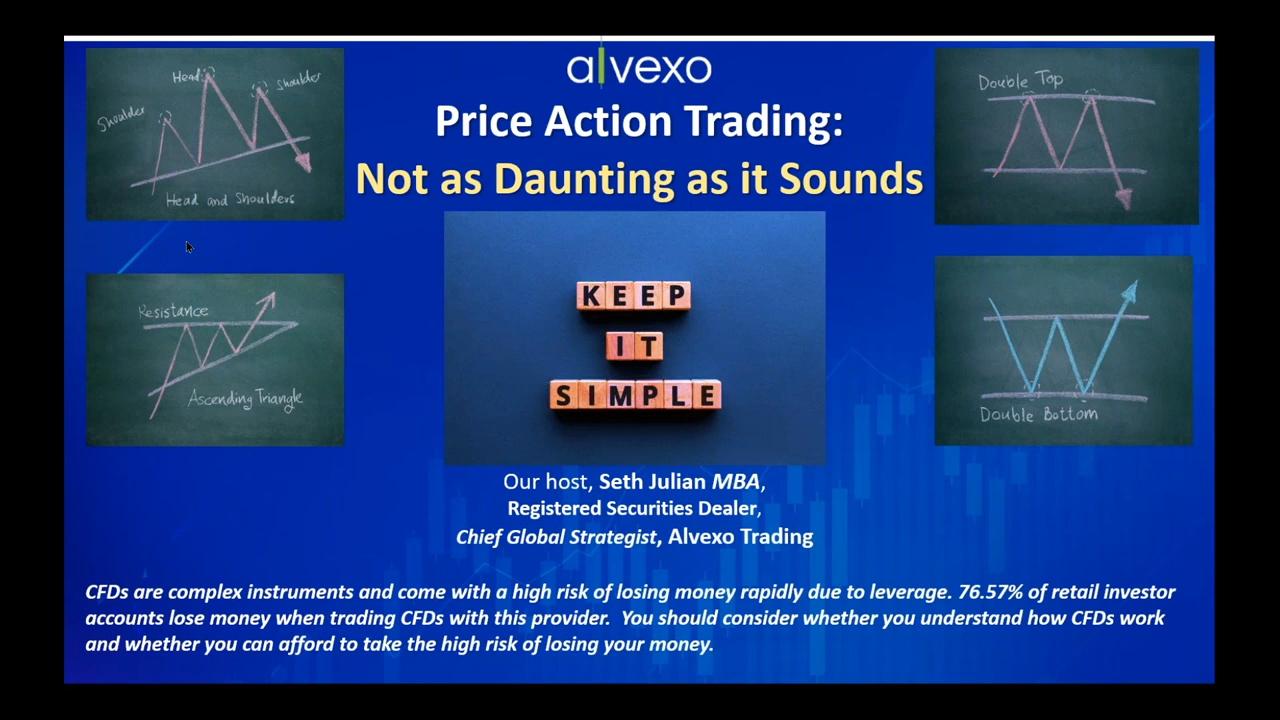 alvexo
Price Action Trading:
Not as Daunting as it Sounds
Head
Shoulder
Shoulder
Head and Shoulders
Double Top
Resistance
Ascending Triangle
KEEP
IT
SIMPLE
Double Bottom
Our host, Seth Julian MBA,
Registered Securities Dealer,
Chief Global Strategist, Alvexo Trading
CFDs are complex instruments and come with a high risk of losing money rapidly due to leverage. 76.57% of retail investor
accounts lose money when trading CFDs with this provider. You should consider whether you understand how CFDs work
and whether you can afford to take the high risk of losing your money.